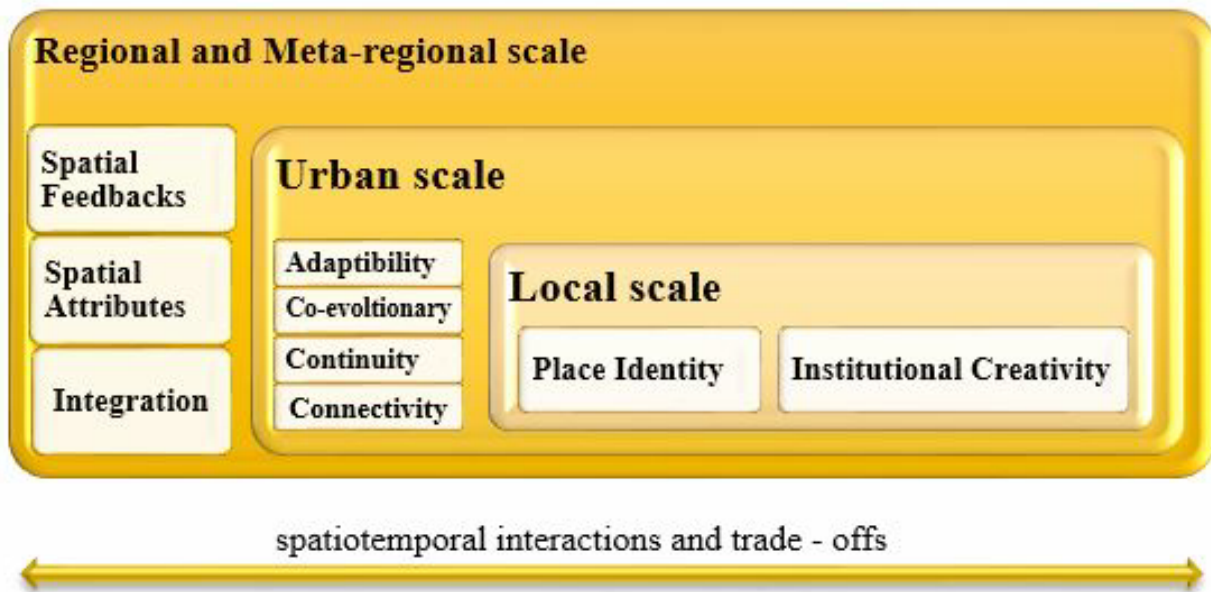 Regional and Meta-regional scale
Spatial
Feedbacks
Spatial
Attributes
Integration
Urban scale
Adaptibility
Co-evoltionary
Continuity
Connectivity
Local scale
Place Identity
Institutional Creativity
spatiotemporal interactions and trade - offs